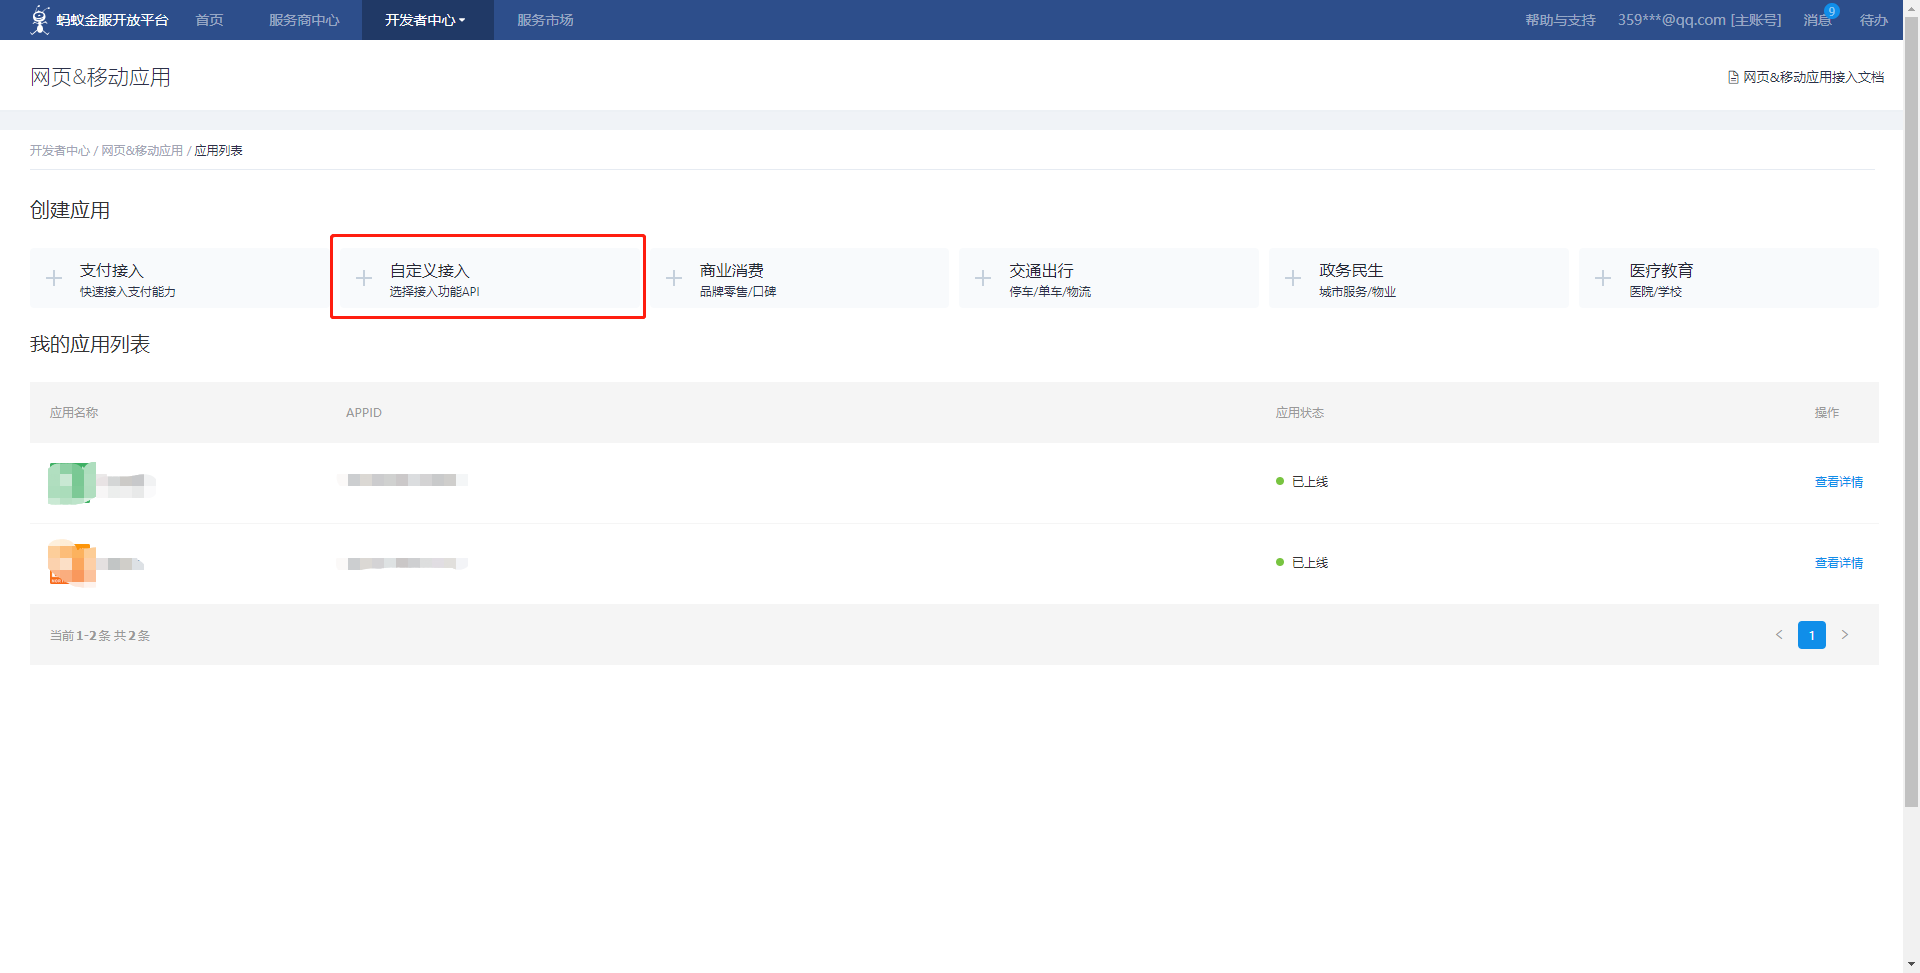 蚂蚁金服开放平台 首页 服务商中心 开发者中心 服务市场 帮助与支持 359***@qq.com [主账号] 消息 9 待办
网页&移动应用 网页&移动应用接入文档
开发者中心 / 网页&移动应用 / 应用列表
创建应用
支付接入 自定义接入 商业消费 交通出行 政务民生 医疗教育
快速接入支付能力 选择接入功能API 品牌零售/口碑 停车/单车/物流 城市服务/物业 医院/学校
我的应用列表
应用名称 APPID 应用状态 操作
已上线 查看详情
已上线 查看详情
当前 1-2 条 共 2 条 < 1 >